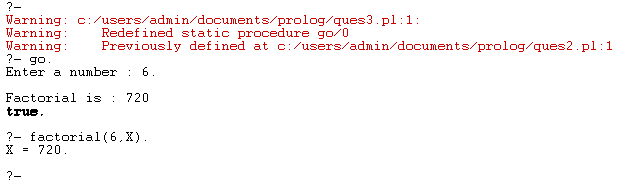 ?-
Warning: c:/users/admin/documents/prolog/ques3.pl:1:
Warning:    Redefined static procedure go/0
Warning:    Previously defined at c:/users/admin/documents/prolog/ques2.pl:1
?- go.
Enter a number : 6.
Factorial is : 720
true.
?- factorial(6,X).
X = 720.
?-